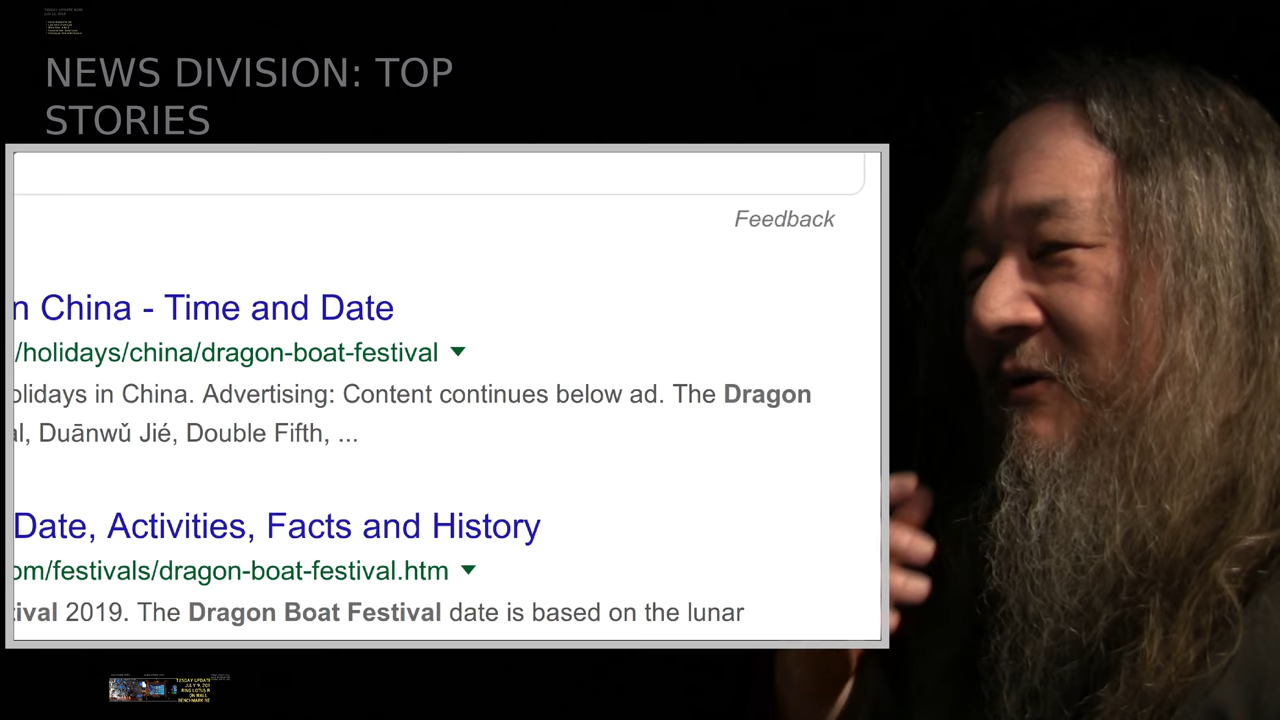 NEWS DIVISION: TOP
STORIES
Feedback
n China - Time and Date
/holidays/china/dragon-boat-festival
olidays in China. Advertising: Content continues below ad. The Dragon
al, Duānwǔ Jié, Double Fifth, ...
Date, Activities, Facts and History
om/festivals/dragon-boat-festival.htm
tival 2019. The Dragon Boat Festival date is based on the lunar